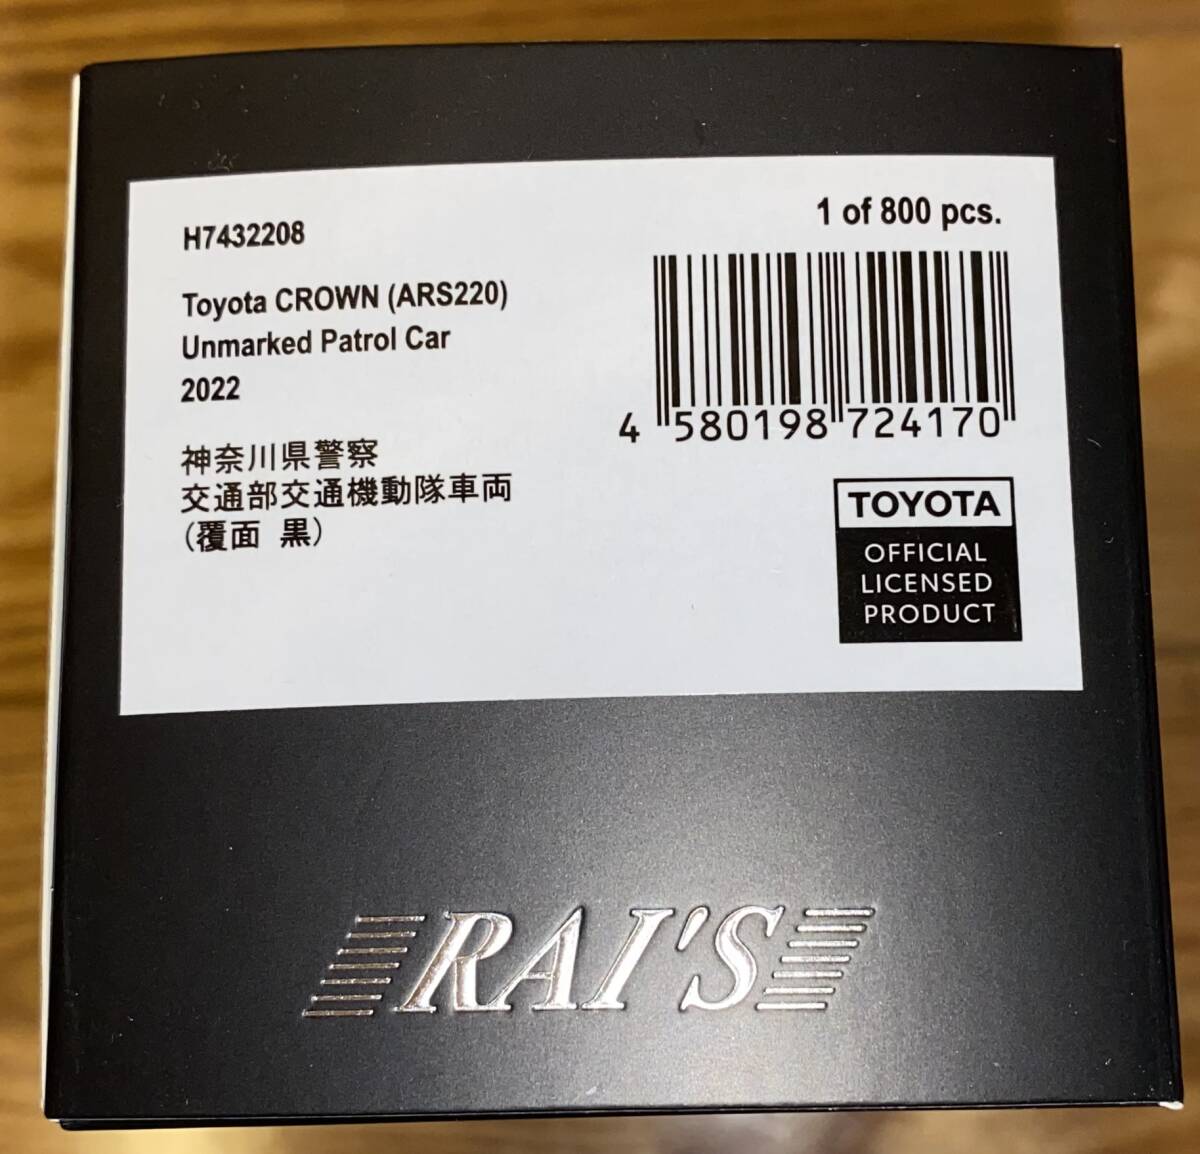 H7432208
1 of 800 pcs.
Toyota CROWN (ARS220)
Unmarked Patrol Car
2022
4 580198 724170
神奈川県警察
交通部交通機動隊車両
(覆面 黒)
TOYOTA
OFFICIAL
LICENSED
PRODUCT
RAI'S